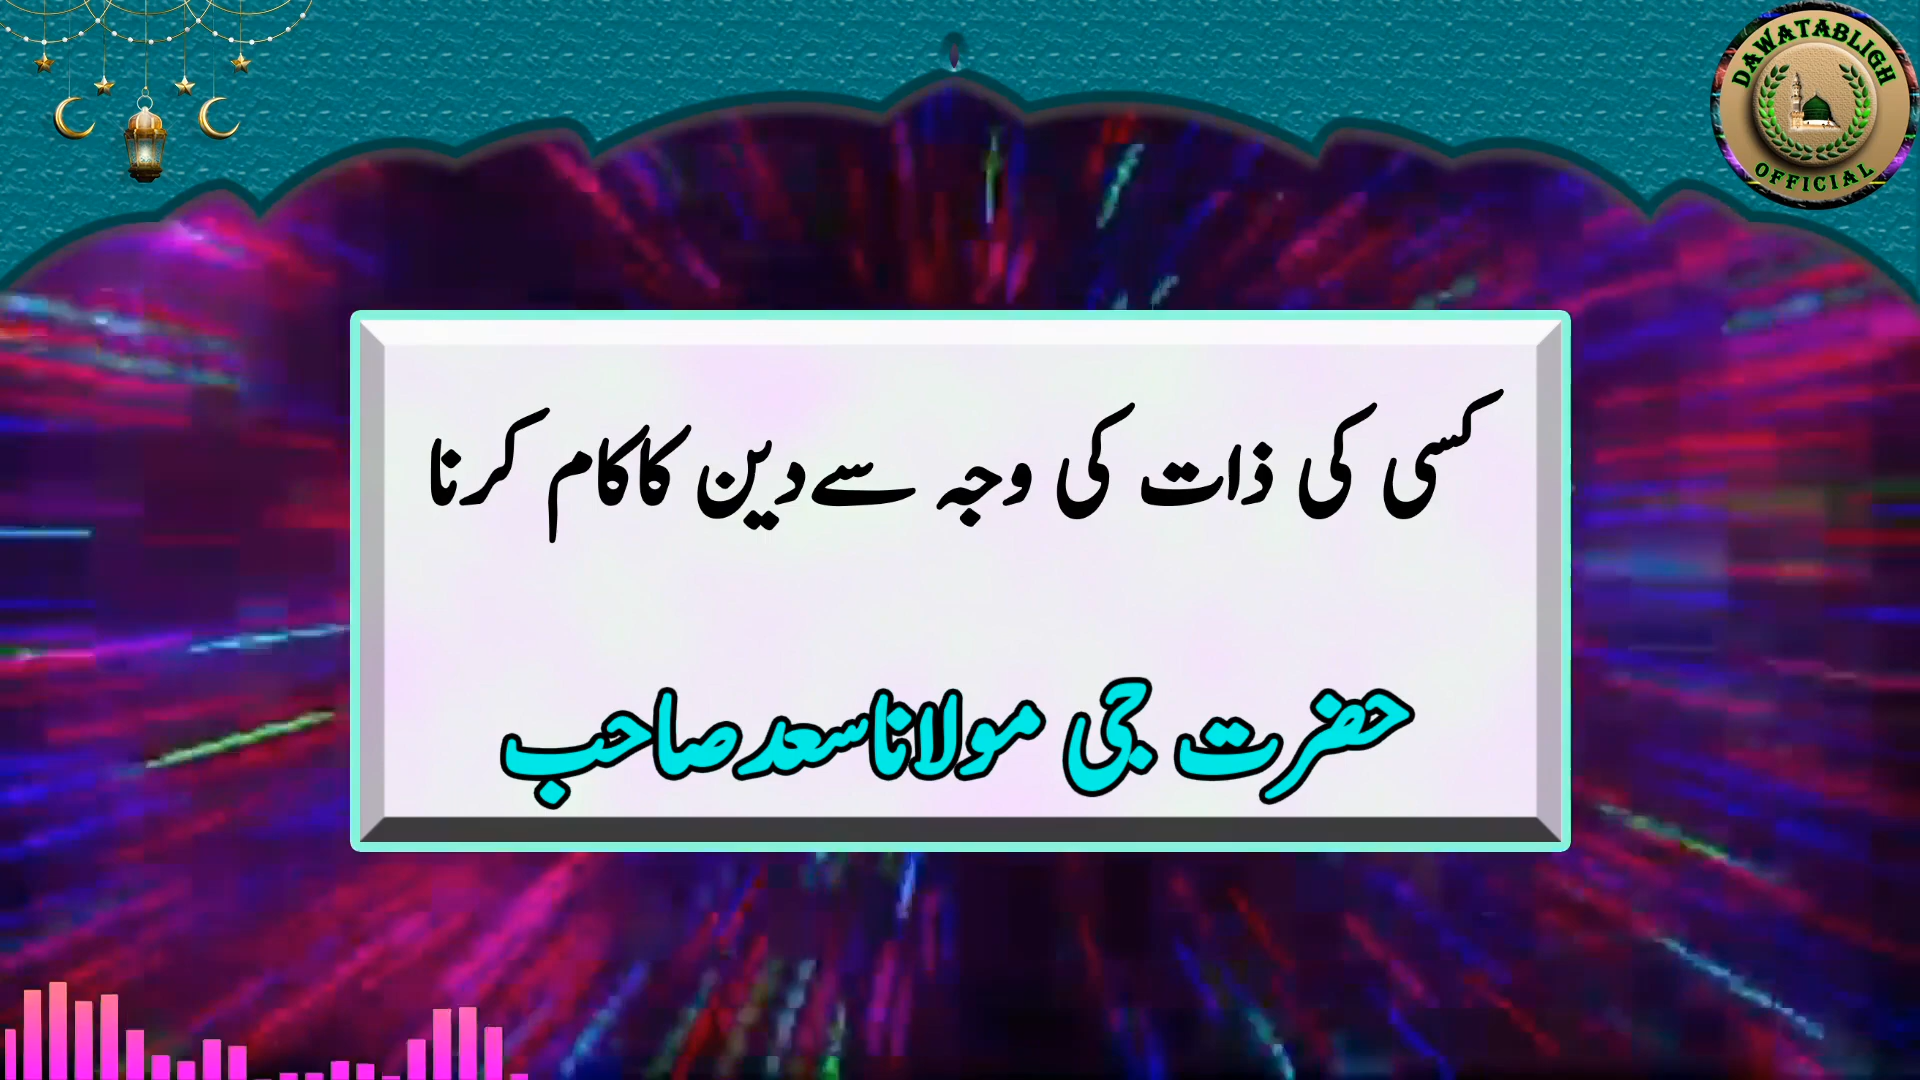 DAWATABLIGH
OFFICIAL
کسی کی ذات کی وجہ سے دین کا کام کرنا
حضرت جی مولانا سعد صاحب